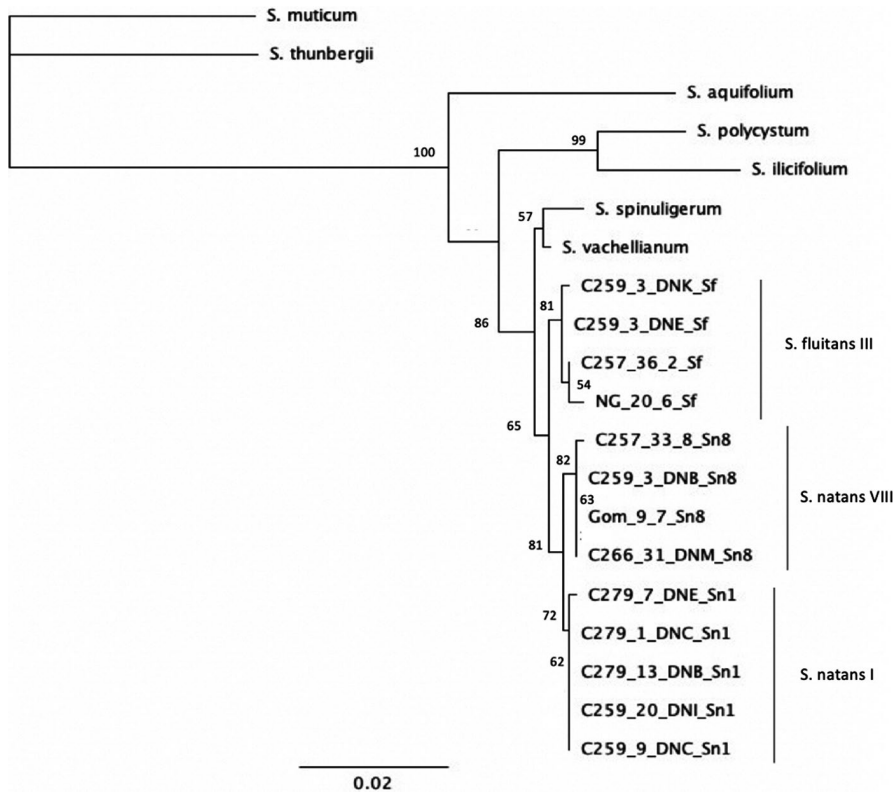 S. muticum
S. thunbergii
S. aquifolium
S. polycystum
99
100
S. ilicifolium
57
S. spinuligerum
S. vachellianum
C259_3_DNK_Sf
81
86
C259_3_DNE_Sf
S. fluitans III
C257_36_2_Sf
54
NG_20_6_Sf
65
C257_33_8_Sn8
82
C259_3_DNB_Sn8
63
S. natans VIII
Gom_9_7_Sn8
81
C266_31_DNM_Sn8
C279_7_DNE_Sn1
72
C279_1_DNC_Sn1
62
C279_13_DNB_Sn1
S. natans I
C259_20_DNI_Sn1
C259_9_DNC_Sn1
0.02